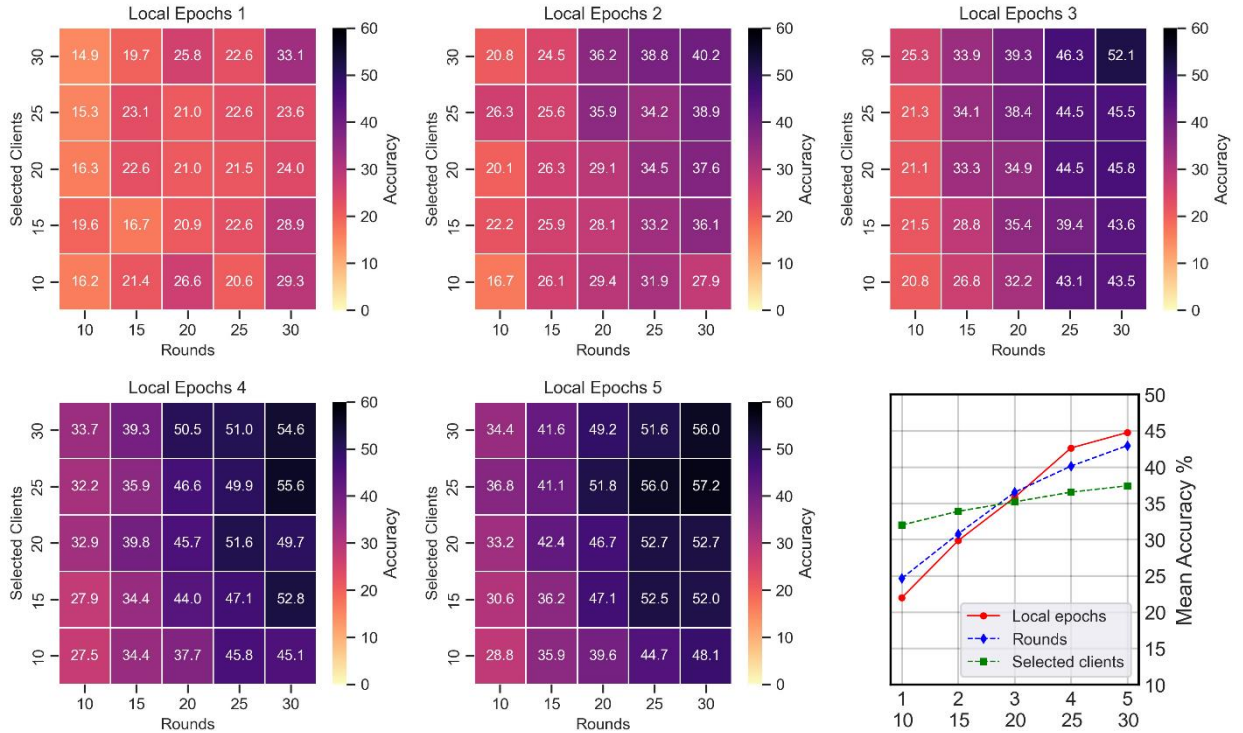 Local Epochs 1
Selected Clients
30 14.9 19.7 25.8 22.6 33.1
25 15.3 23.1 21.0 22.6 23.6
20 16.3 22.6 21.0 21.5 24.0
15 19.6 16.7 20.9 22.6 28.9
10 16.2 21.4 26.6 20.6 29.3
10 15 20 25 30
Rounds
60
50
40
30
20
10
0
Accuracy
Local Epochs 2
Selected Clients
30 20.8 24.5 36.2 38.8 40.2
25 26.3 25.6 35.9 34.2 38.9
20 20.1 26.3 29.1 34.5 37.6
15 22.2 25.9 28.1 33.2 36.1
10 16.7 26.1 29.4 31.9 27.9
10 15 20 25 30
Rounds
60
50
40
30
20
10
0
Accuracy
Local Epochs 3
Selected Clients
30 25.3 33.9 39.3 46.3 52.1
25 21.3 34.1 38.4 44.5 45.5
20 21.1 33.3 34.9 44.5 45.8
15 21.5 28.8 35.4 39.4 43.6
10 20.8 26.8 32.2 43.1 43.5
10 15 20 25 30
Rounds
60
50
40
30
20
10
0
Accuracy
Local Epochs 4
Selected Clients
30 33.7 39.3 50.5 51.0 54.6
25 32.2 35.9 46.6 49.9 55.6
20 32.9 39.8 45.7 51.6 49.7
15 27.9 34.4 44.0 47.1 52.8
10 27.5 34.4 37.7 45.8 45.1
10 15 20 25 30
Rounds
60
50
40
30
20
10
0
Accuracy
Local Epochs 5
Selected Clients
30 34.4 41.6 49.2 51.6 56.0
25 36.8 41.1 51.8 56.0 57.2
20 33.2 42.4 46.7 52.7 52.7
15 30.6 36.2 47.1 52.5 52.0
10 28.8 35.9 39.6 44.7 48.1
10 15 20 25 30
Rounds
60
50
40
30
20
10
0
Accuracy
50
45
40
35
30
25
20
15
10
Mean Accuracy %
Local epochs
Rounds
Selected clients
1 2 3 4 5
10 15 20 25 30